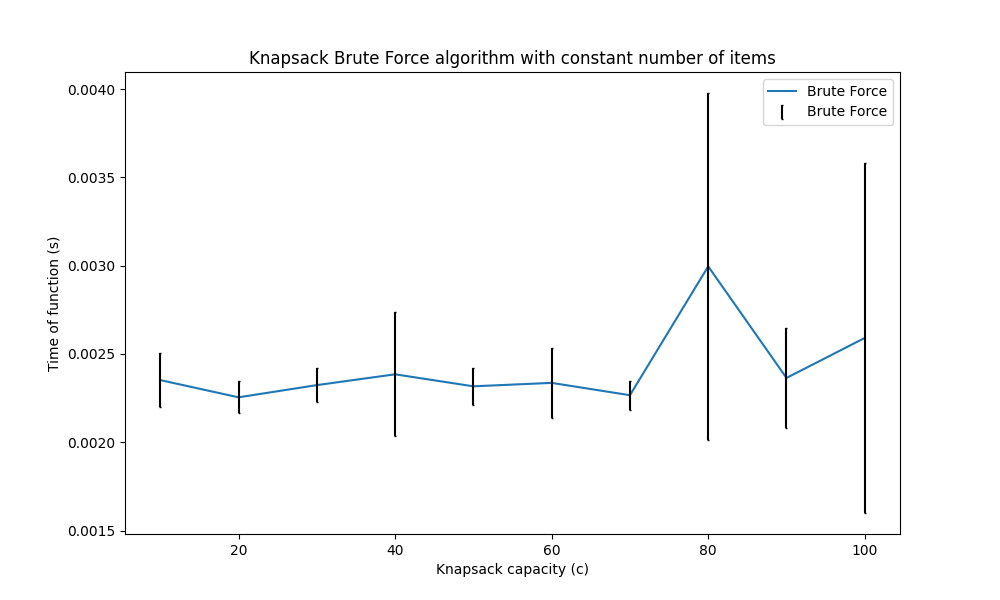 Knapsack Brute Force algorithm with constant number of items
Brute Force
Brute Force
Time of function (s)
0.0040
0.0035
0.0030
0.0025
0.0020
0.0015
20 40 60 80 100
Knapsack capacity (c)